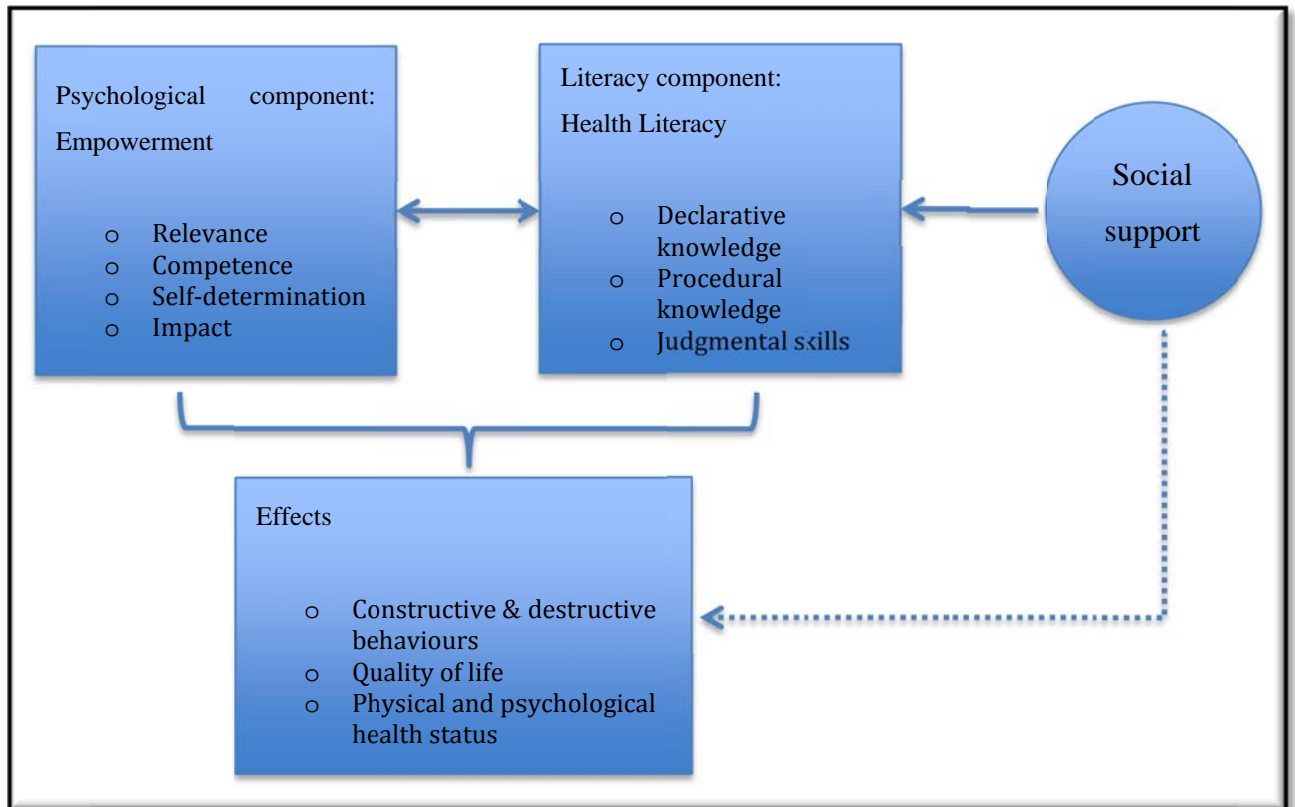 Psychological component:
Empowerment
o Relevance
o Competence
o Self-determination
o Impact
Literacy component:
Health Literacy
o Declarative
knowledge
o Procedural
knowledge
o Judgmental skills
Social
support
Effects
o Constructive & destructive
behaviours
o Quality of life
o Physical and psychological
health status